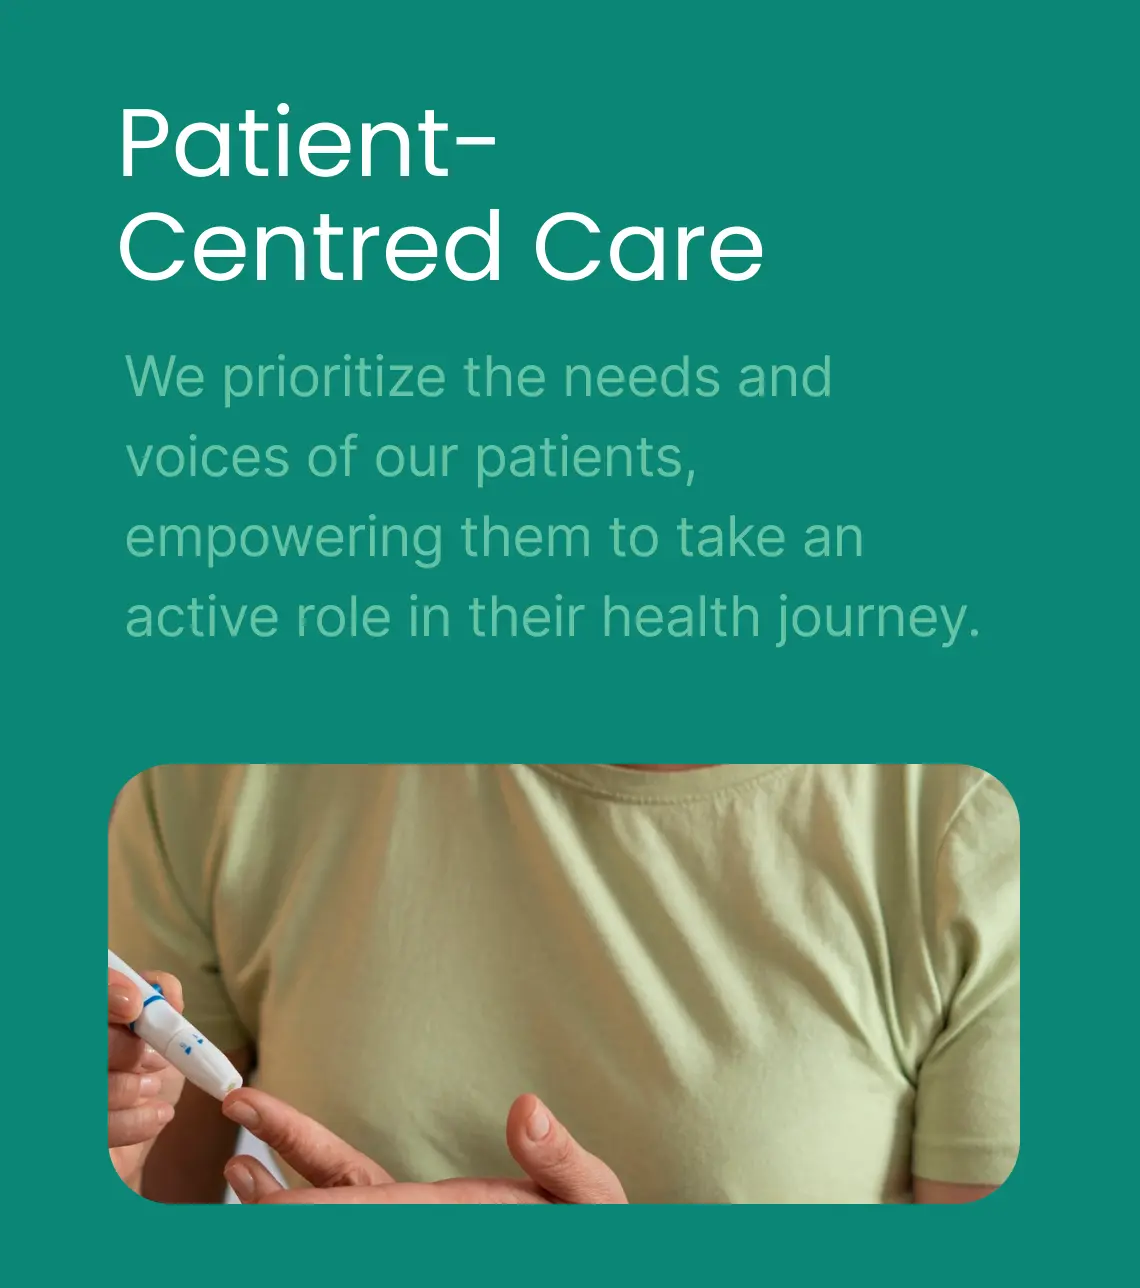 Patient-
Centred Care
We prioritize the needs and
voices of our patients,
empowering them to take an
active role in their health journey.